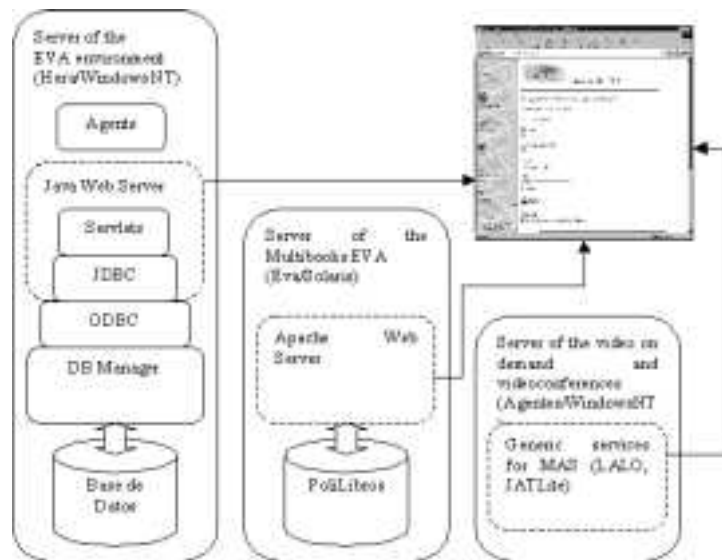 Server of the
EVA environment
(Hera/WindowsNT)
Agents
Java Web Server
Servlets
JDBC
ODBC
DB Manager
Base de
Datos
Server of the
Multibooks EVA
(Eva/Solaris)
Apache Web
Server
PoliLibros
Server of the video on
demand and
videoconferences
(Agentes/WindowsNT
Generic services
for MAS (LALO,
JATLite)